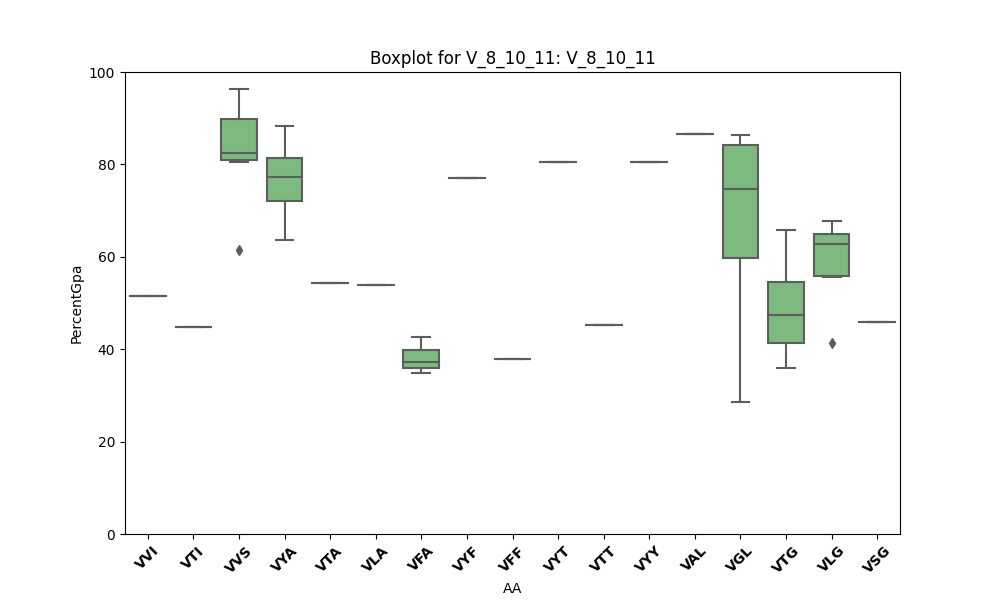 Boxplot for V_8_10_11: V_8_10_11
PercentGpa
100
80
60
40
20
0
VVI VTI VVS VYA VTA VLA VFA VYF VFF VYT VTT VYY VAL VGL VTG VLG VSG
AA